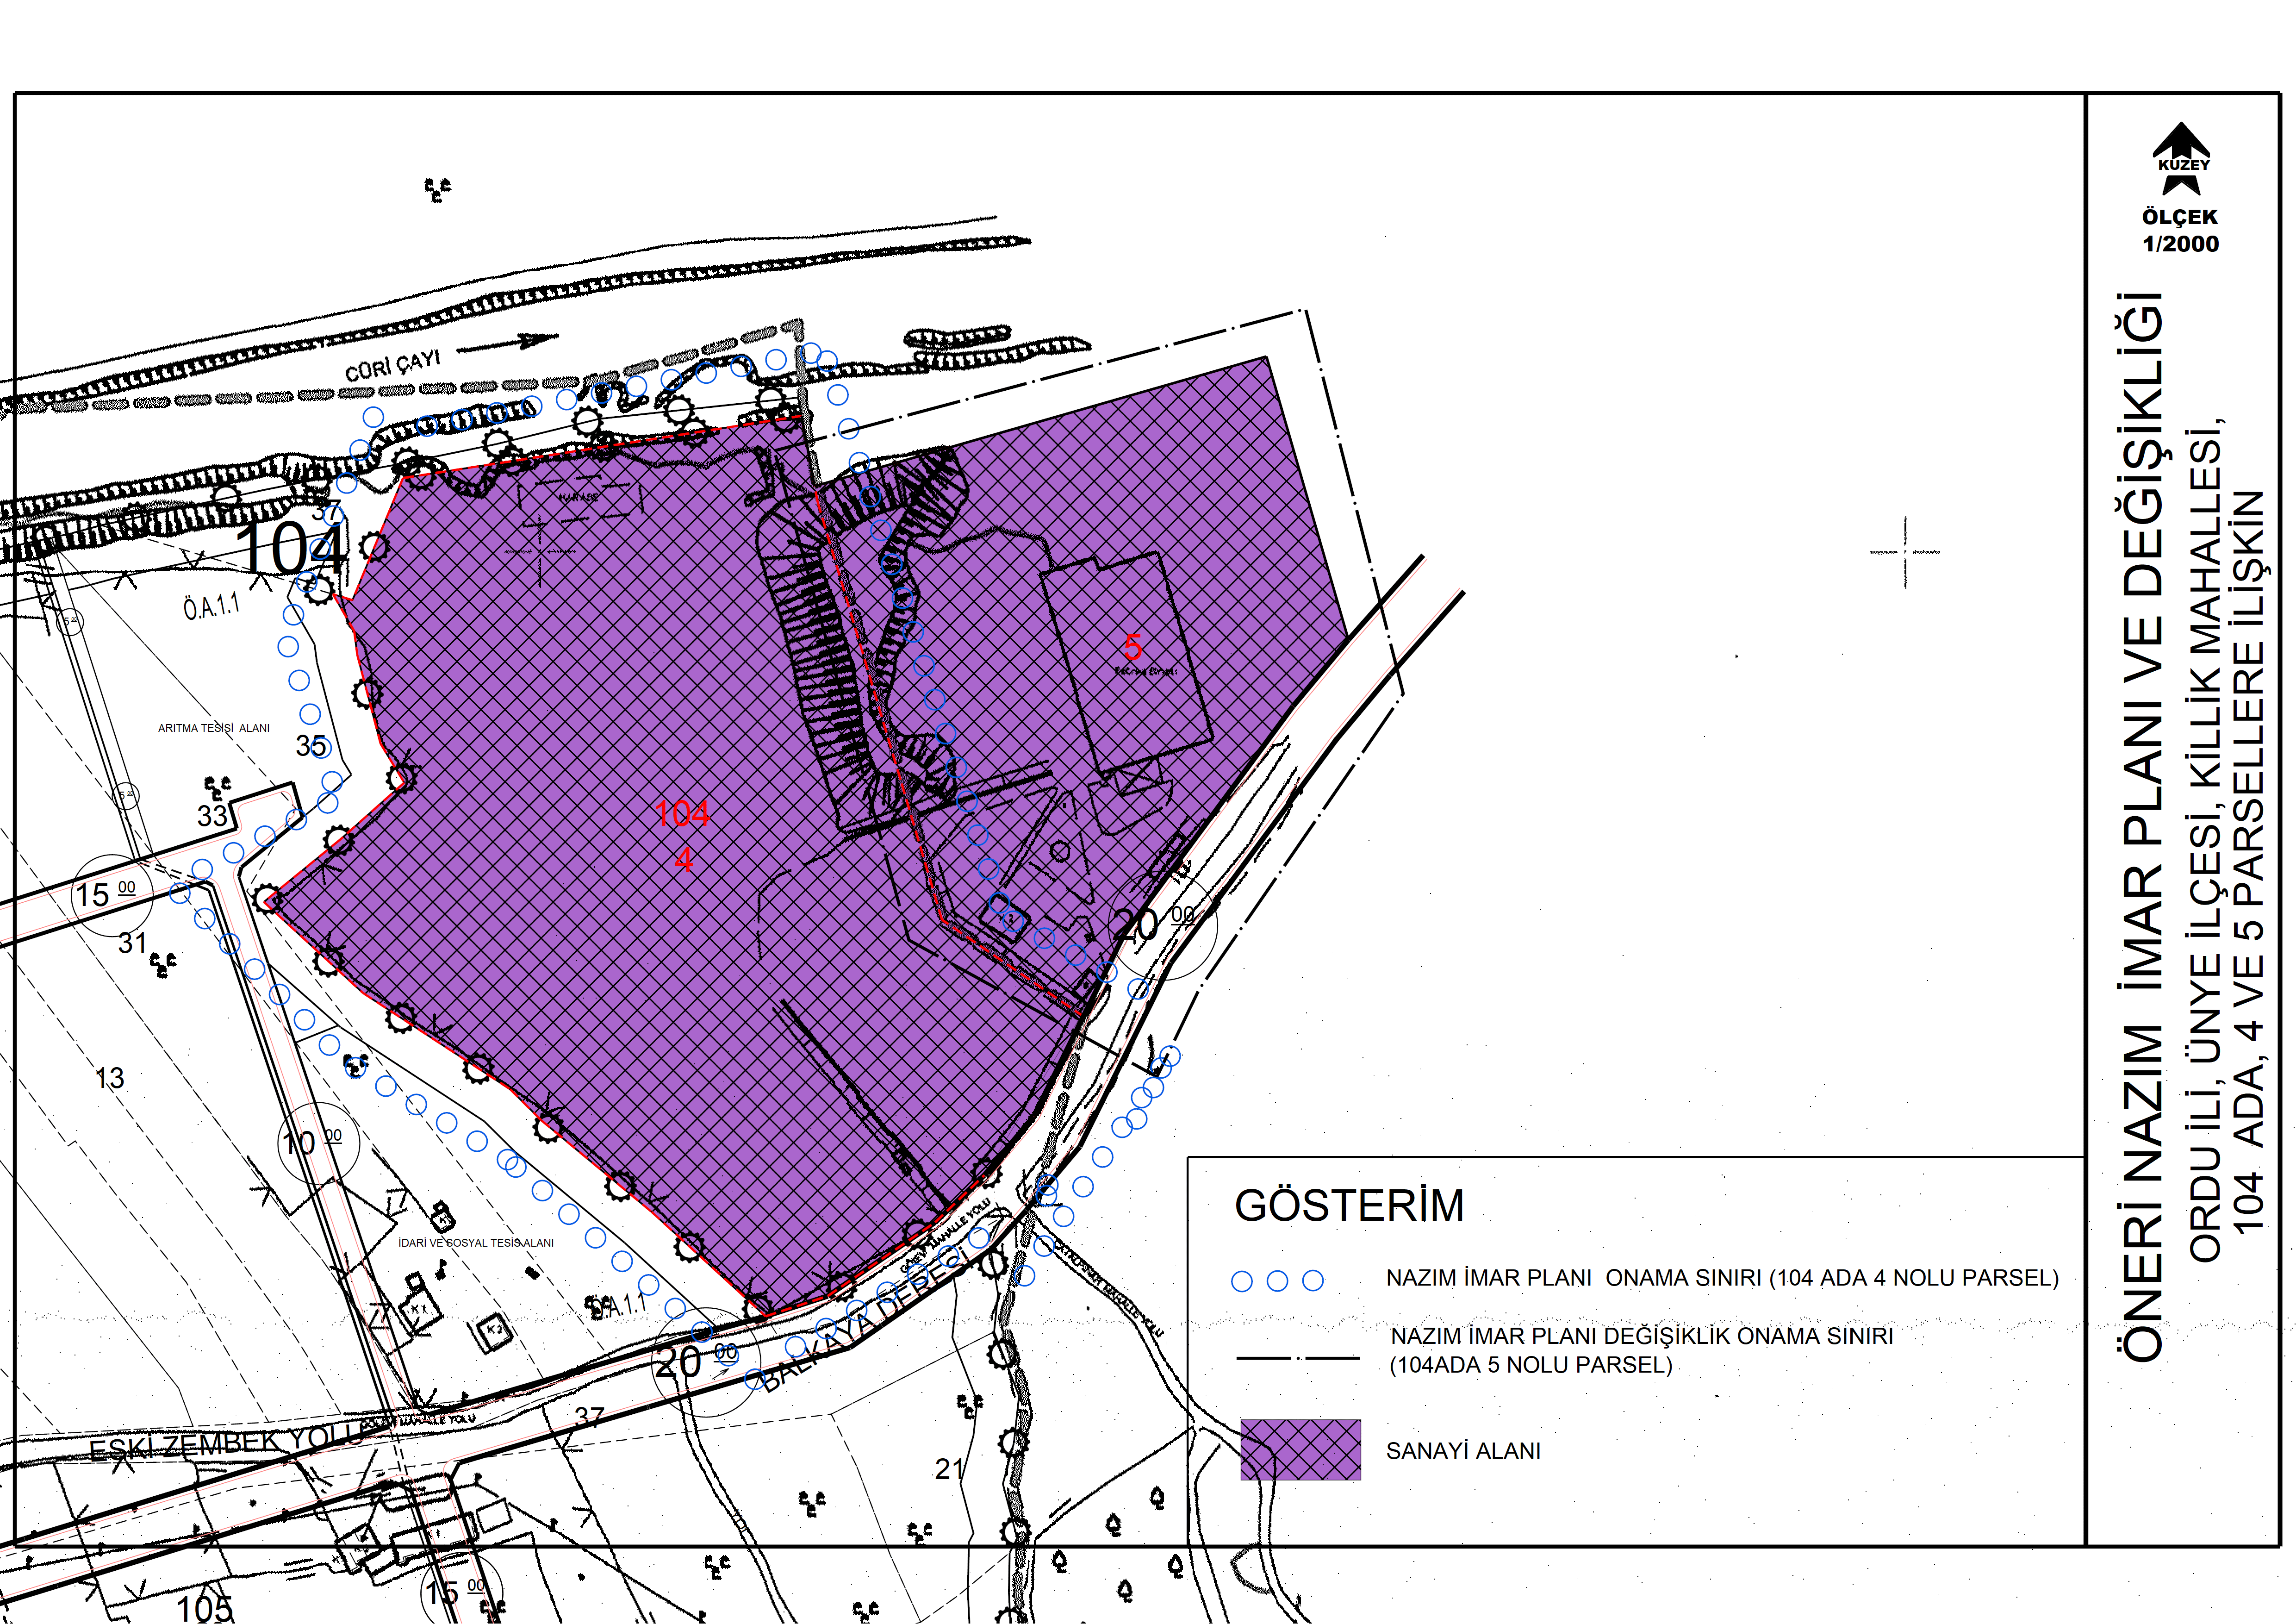 KUZEY
ÖLÇEK
1/2000
ÖNERİ NAZIM İMAR PLANI VE DEĞİŞİKLİĞİ
ORDU İLİ, ÜNYE İLÇESİ, KİLLİK MAHALLESİ,
104 ADA, 4 VE 5 PARSELLERE İLİŞKİN
CÜRİ ÇAYI
HARABE
37
104
Ö.A.1.1
5
ARITMA TESİSİ ALANI
35
33
104
4
15 00
31
20 00
13
10 00
İDARİ VE SOSYAL TESİS ALANI
Ö.A.1.1
20 00
BALKAYA DERESİ
37
ESKİ ZEMBEK YOLU
21
15 00
105
GÖSTERİM
NAZIM İMAR PLANI ONAMA SINIRI (104 ADA 4 NOLU PARSEL)
NAZIM İMAR PLANI DEĞİŞİKLİK ONAMA SINIRI
(104ADA 5 NOLU PARSEL)
SANAYİ ALANI